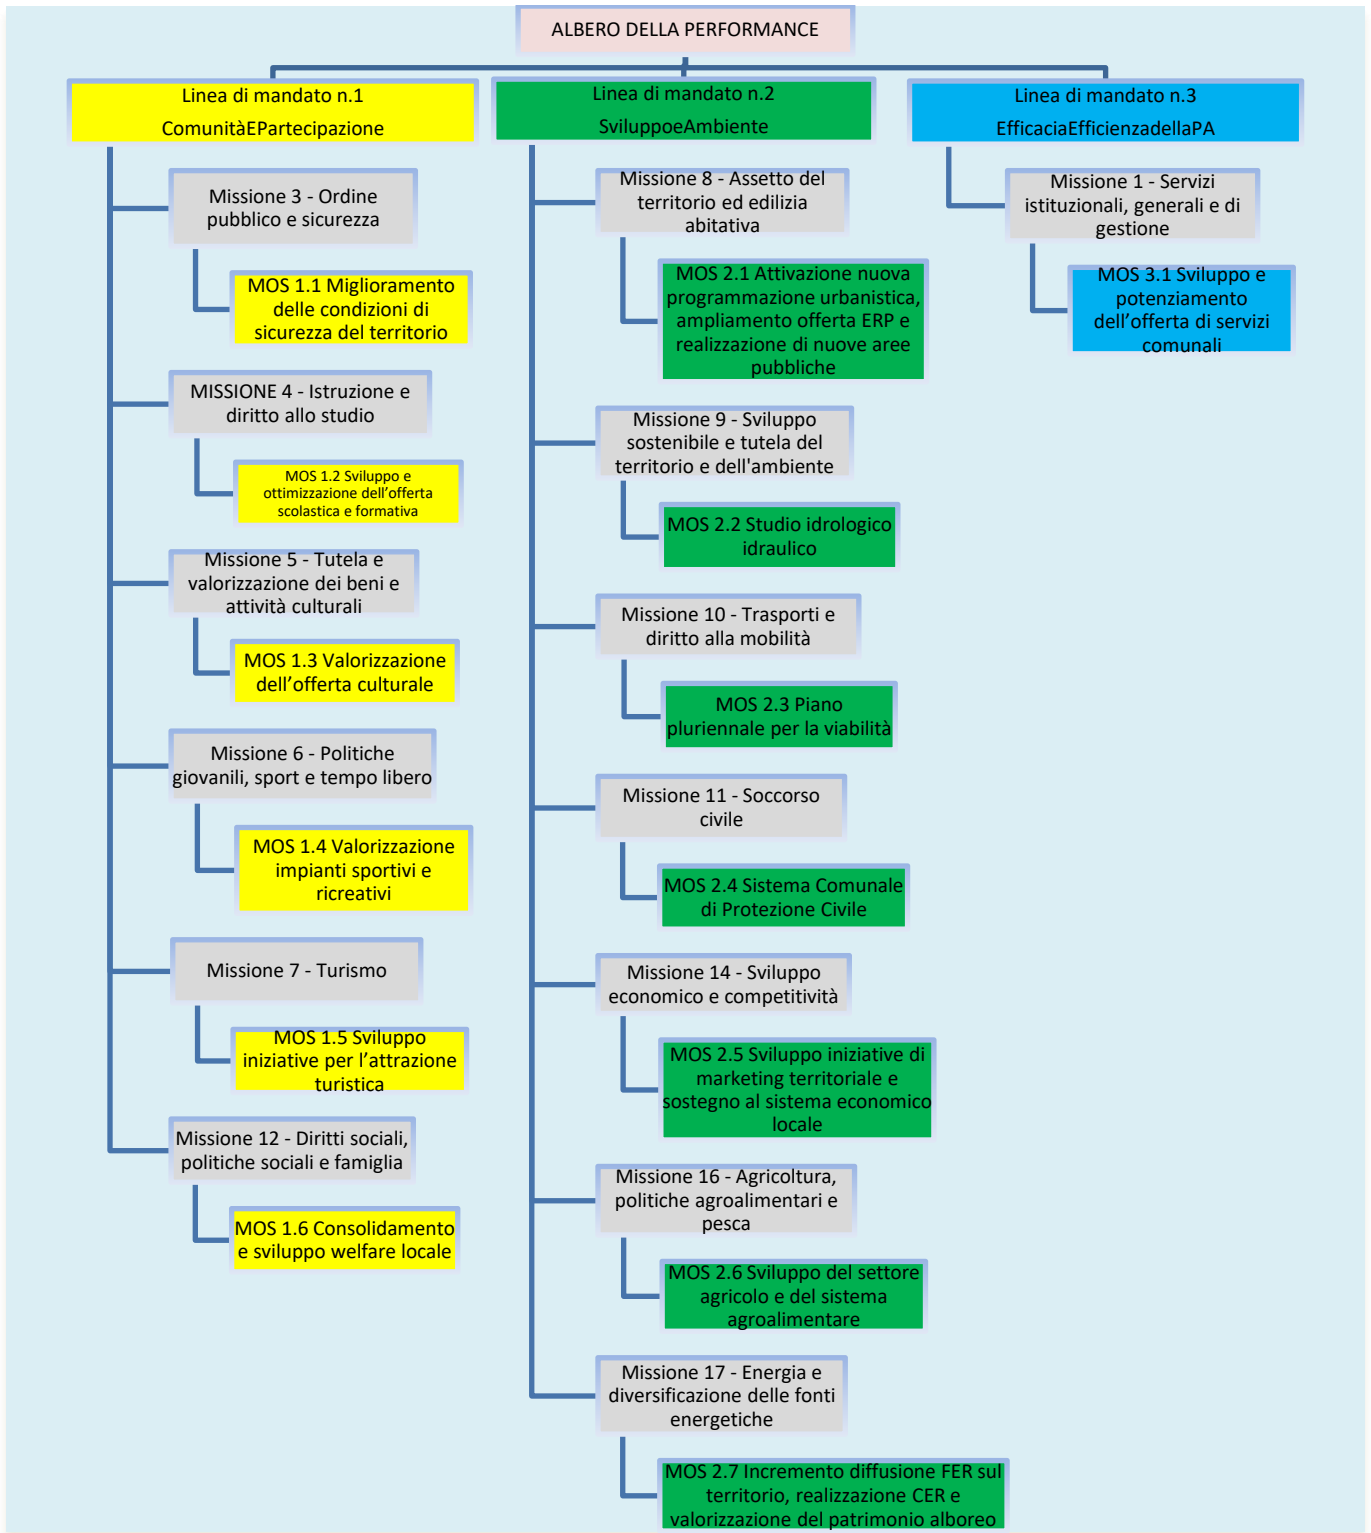 ALBERO DELLA PERFORMANCE
Linea di mandato n.1
ComunitàEPartecipazione
Missione 3 - Ordine
pubblico e sicurezza
MOS 1.1 Miglioramento
delle condizioni di
sicurezza del territorio
MISSIONE 4 - Istruzione e
diritto allo studio
MOS 1.2 Sviluppo e
ottimizzazione dell’offerta
scolastica e formativa
Missione 5 - Tutela e
valorizzazione dei beni e
attività culturali
MOS 1.3 Valorizzazione
dell’offerta culturale
Missione 6 - Politiche
giovanili, sport e tempo libero
MOS 1.4 Valorizzazione
impianti sportivi e
ricreativi
Missione 7 - Turismo
MOS 1.5 Sviluppo
iniziative per l’attrazione
turistica
Missione 12 - Diritti sociali,
politiche sociali e famiglia
MOS 1.6 Consolidamento
e sviluppo welfare locale
Linea di mandato n.2
SviluppoeAmbiente
Missione 8 - Assetto del
territorio ed edilizia
abitativa
MOS 2.1 Attivazione nuova
programmazione urbanistica,
ampliamento offerta ERP e
realizzazione di nuove aree
pubbliche
Missione 9 - Sviluppo
sostenibile e tutela del
territorio e dell'ambiente
MOS 2.2 Studio idrologico
idraulico
Missione 10 - Trasporti e
diritto alla mobilità
MOS 2.3 Piano
pluriennale per la viabilità
Missione 11 - Soccorso
civile
MOS 2.4 Sistema Comunale
di Protezione Civile
Missione 14 - Sviluppo
economico e competitività
MOS 2.5 Sviluppo iniziative di
marketing territoriale e
sostegno al sistema economico
locale
Missione 16 - Agricoltura,
politiche agroalimentari e
pesca
MOS 2.6 Sviluppo del settore
agricolo e del sistema
agroalimentare
Missione 17 - Energia e
diversificazione delle fonti
energetiche
MOS 2.7 Incremento diffusione FER sul
territorio, realizzazione CER e
valorizzazione del patrimonio alboreo
Linea di mandato n.3
EfficaciaEfficienzadellaPA
Missione 1 - Servizi
istituzionali, generali e di
gestione
MOS 3.1 Sviluppo e
potenziamento
dell’offerta di servizi
comunali